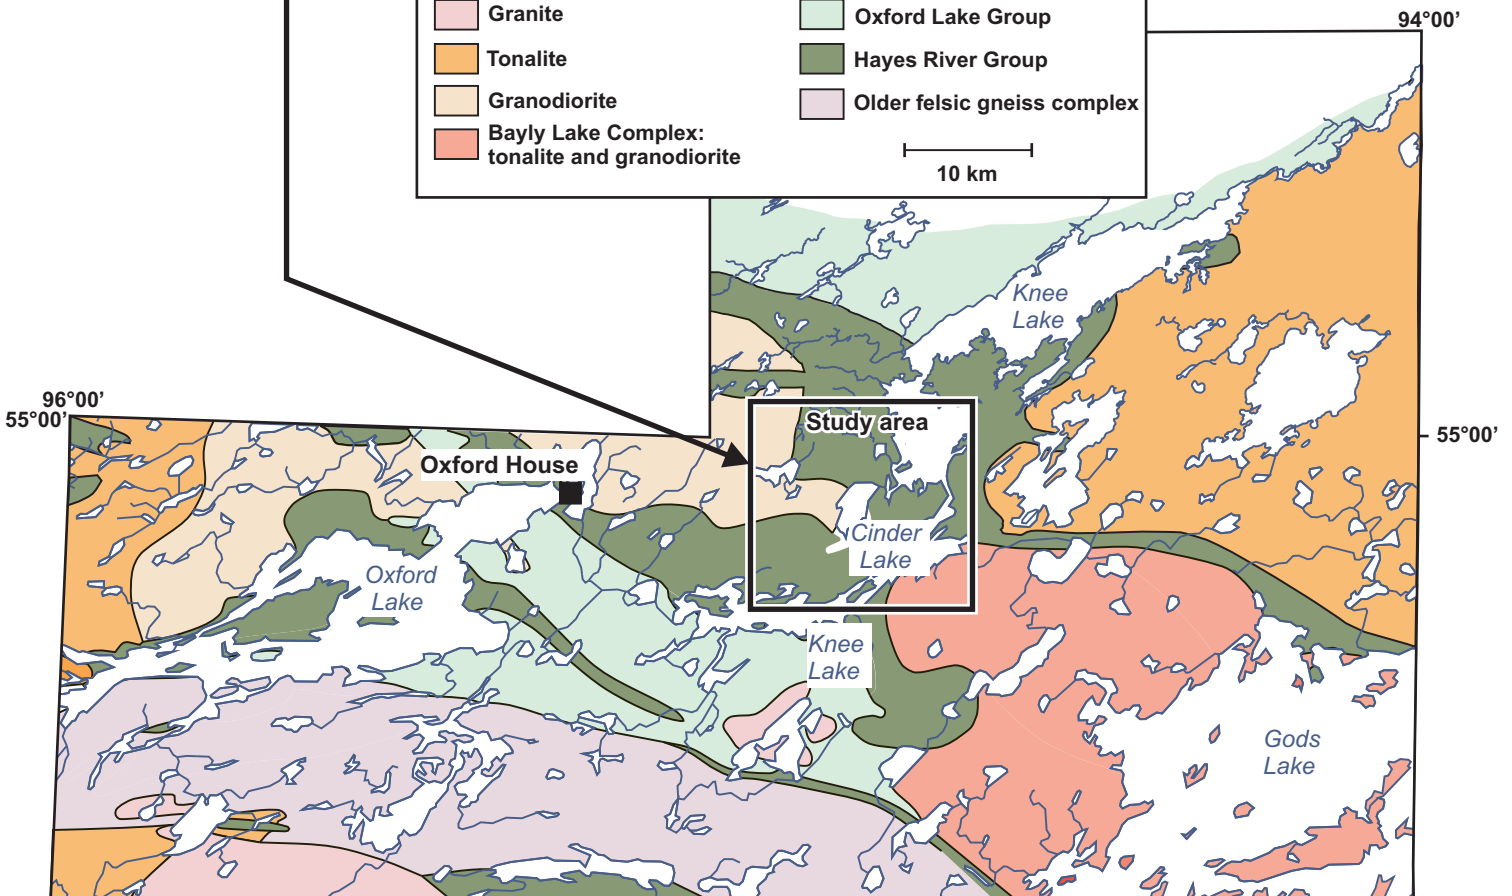 Granite
Tonalite
Granodiorite
Bayly Lake Complex:
tonalite and granodiorite
Oxford Lake Group
Hayes River Group
Older felsic gneiss complex
10 km
94°00’
Knee
Lake
96°00’
55°00’
Study area
55°00’
Oxford House
Cinder
Lake
Oxford
Lake
Knee
Lake
Gods
Lake